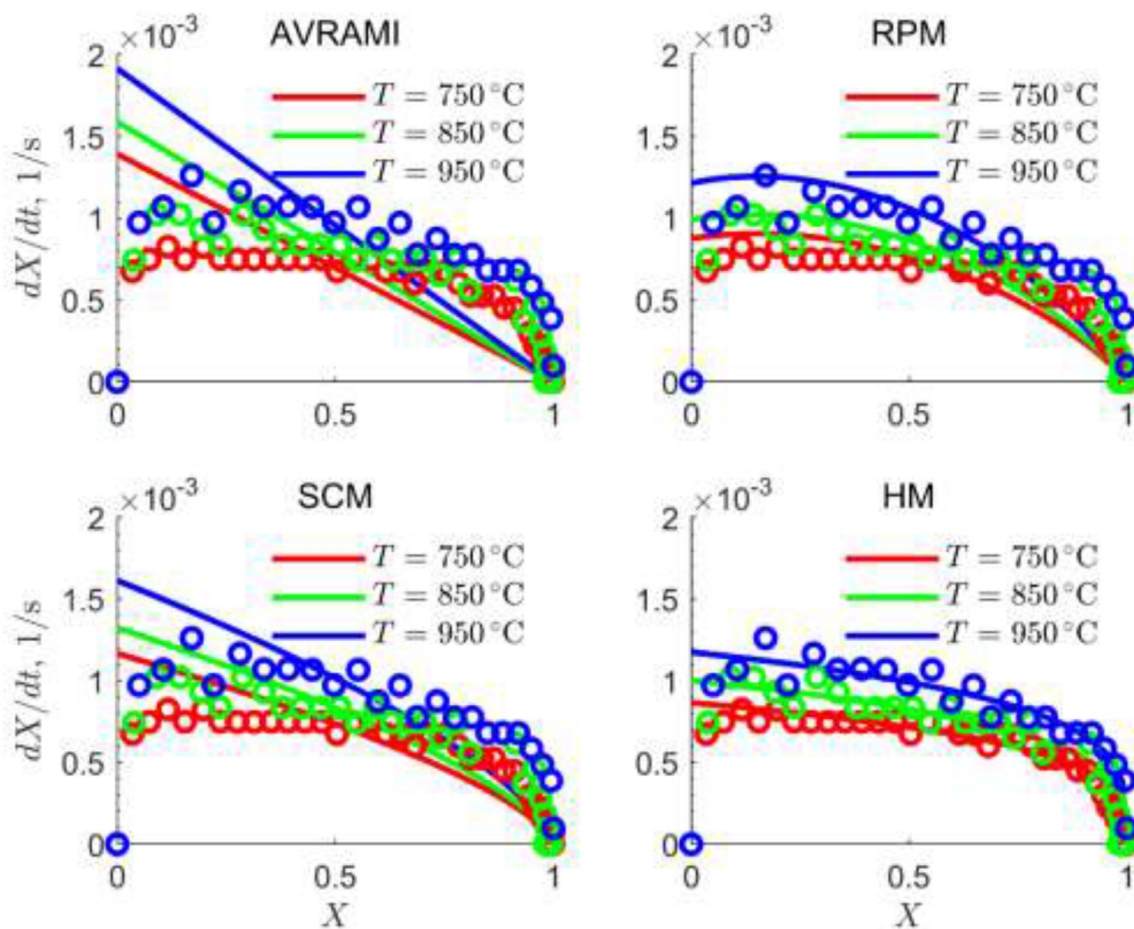 AVRAMI
×10⁻³
2
1.5
1
0.5
0
dX/dt, 1/s
T = 750 °C
T = 850 °C
T = 950 °C
0 0.5 1
RPM
×10⁻³
2
1.5
1
0.5
0
T = 750 °C
T = 850 °C
T = 950 °C
0 0.5 1
SCM
×10⁻³
2
1.5
1
0.5
0
dX/dt, 1/s
T = 750 °C
T = 850 °C
T = 950 °C
0 0.5 1
X
HM
×10⁻³
2
1.5
1
0.5
0
T = 750 °C
T = 850 °C
T = 950 °C
0 0.5 1
X